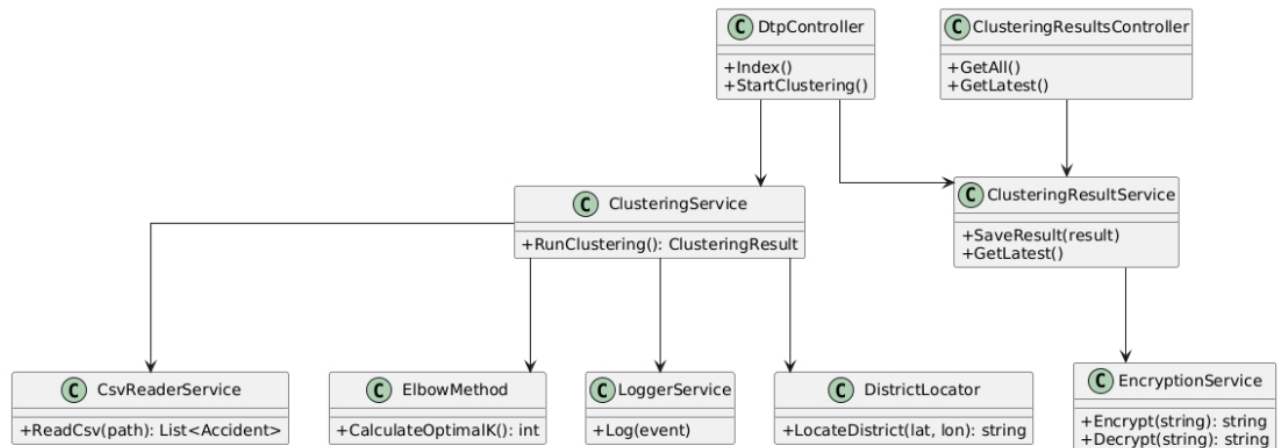 C DtpController
+Index()
+StartClustering()
C ClusteringResultsController
+GetAll()
+GetLatest()
C ClusteringService
+RunClustering(): ClusteringResult
C ClusteringResultService
+SaveResult(result)
+GetLatest()
C CsvReaderService
+ReadCsv(path): List<Accident>
C ElbowMethod
+CalculateOptimalK(): int
C LoggerService
+Log(event)
C DistrictLocator
+LocateDistrict(lat, lon): string
C EncryptionService
+Encrypt(string): string
+Decrypt(string): string